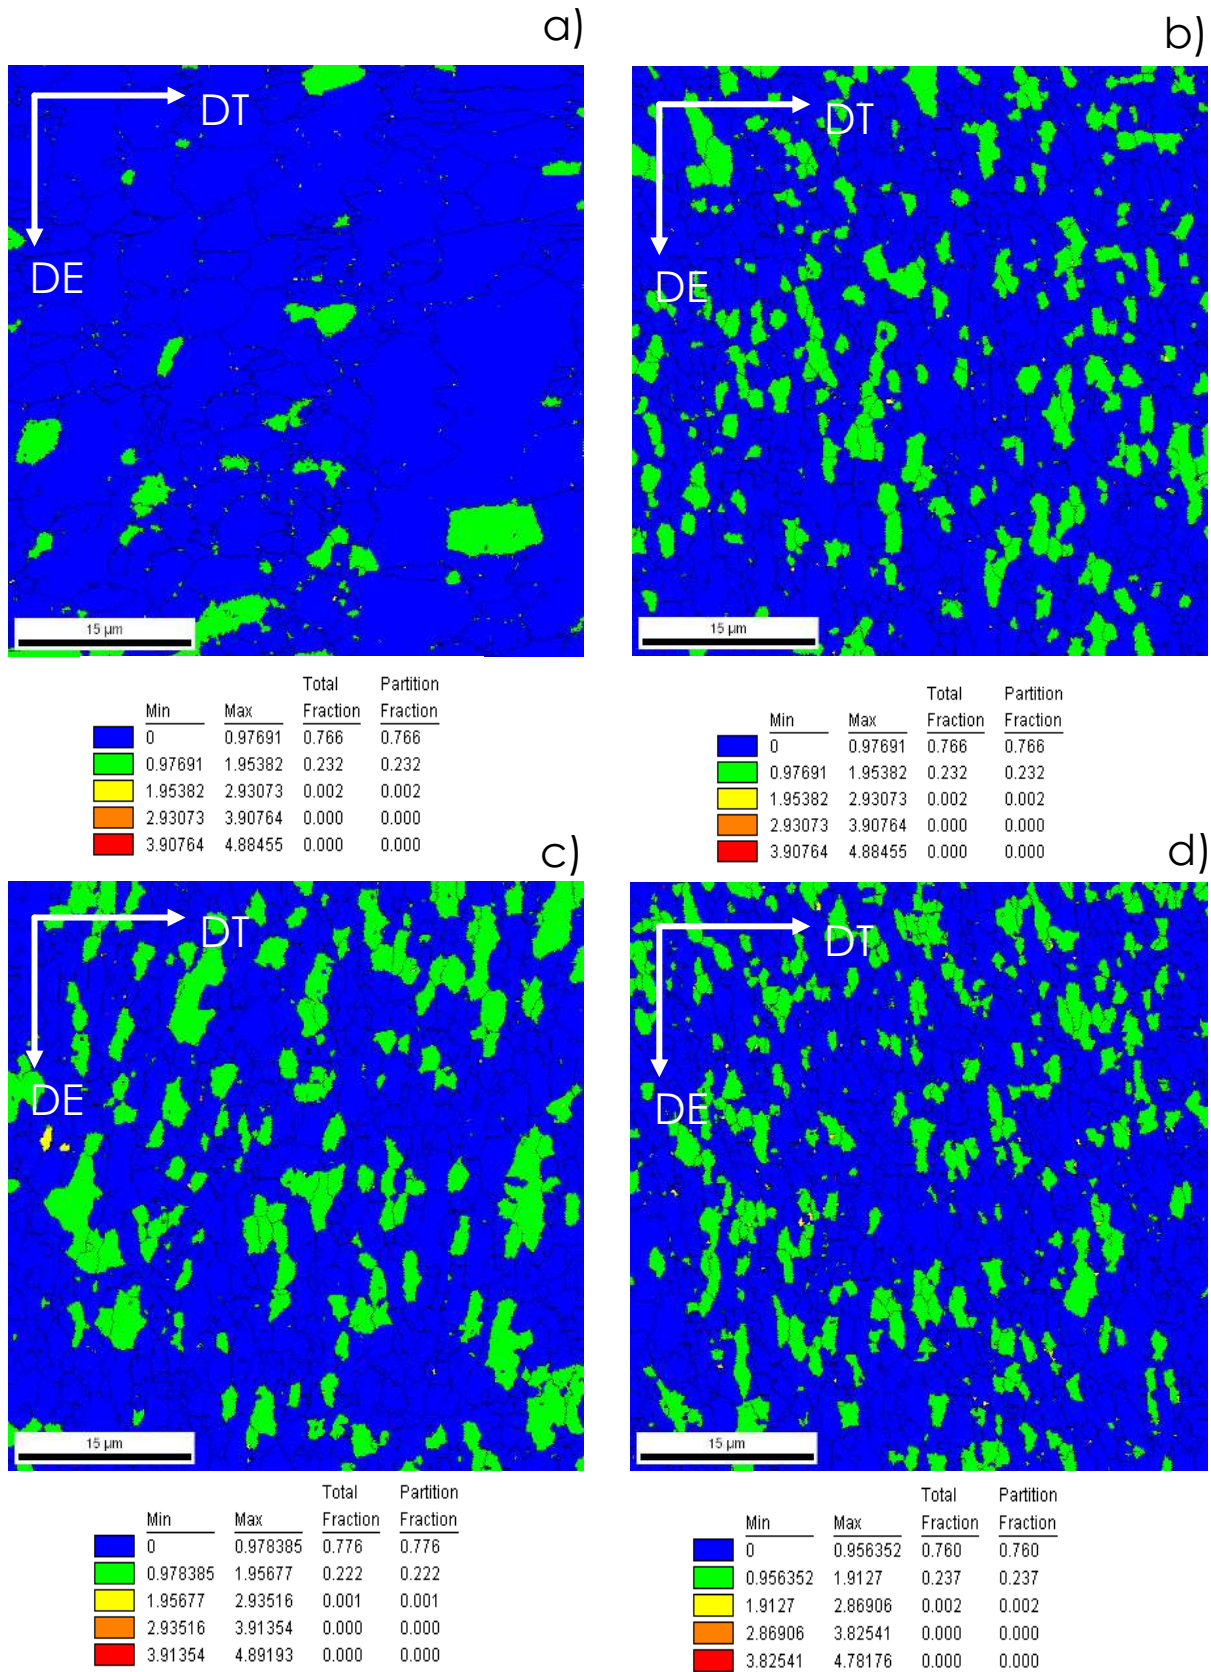 a)
DT
DE
15 µm
Total Partition
Min Max Fraction Fraction
0 0.97691 0.766 0.766
0.97691 1.95382 0.232 0.232
1.95382 2.93073 0.002 0.002
2.93073 3.90764 0.000 0.000
3.90764 4.88455 0.000 0.000
b)
DT
DE
15 µm
Total Partition
Min Max Fraction Fraction
0 0.97691 0.766 0.766
0.97691 1.95382 0.232 0.232
1.95382 2.93073 0.002 0.002
2.93073 3.90764 0.000 0.000
3.90764 4.88455 0.000 0.000
c)
DT
DE
15 µm
Total Partition
Min Max Fraction Fraction
0 0.978385 0.776 0.776
0.978385 1.95677 0.222 0.222
1.95677 2.93516 0.001 0.001
2.93516 3.91354 0.000 0.000
3.91354 4.89193 0.000 0.000
d)
DT
DE
15 µm
Total Partition
Min Max Fraction Fraction
0 0.956352 0.760 0.760
0.956352 1.9127 0.237 0.237
1.9127 2.86906 0.002 0.002
2.86906 3.82541 0.000 0.000
3.82541 4.78176 0.000 0.000